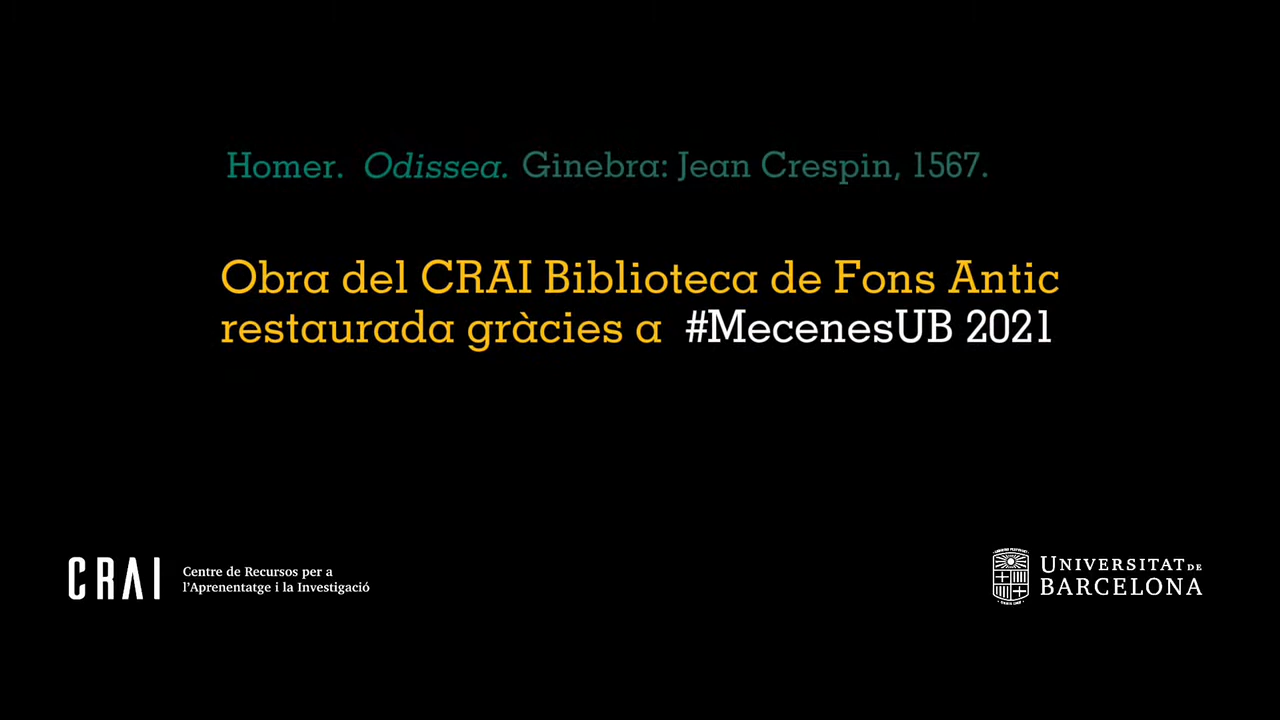 Homer. Odissea. Ginebra: Jean Crespin, 1567.
Obra del CRAI Biblioteca de Fons Antic
restaurada gràcies a #MecenesUB 2021
CRAI
Centre de Recursos per a
l'Aprenentatge i la Investigació
UNIVERSITAT DE
BARCELONA